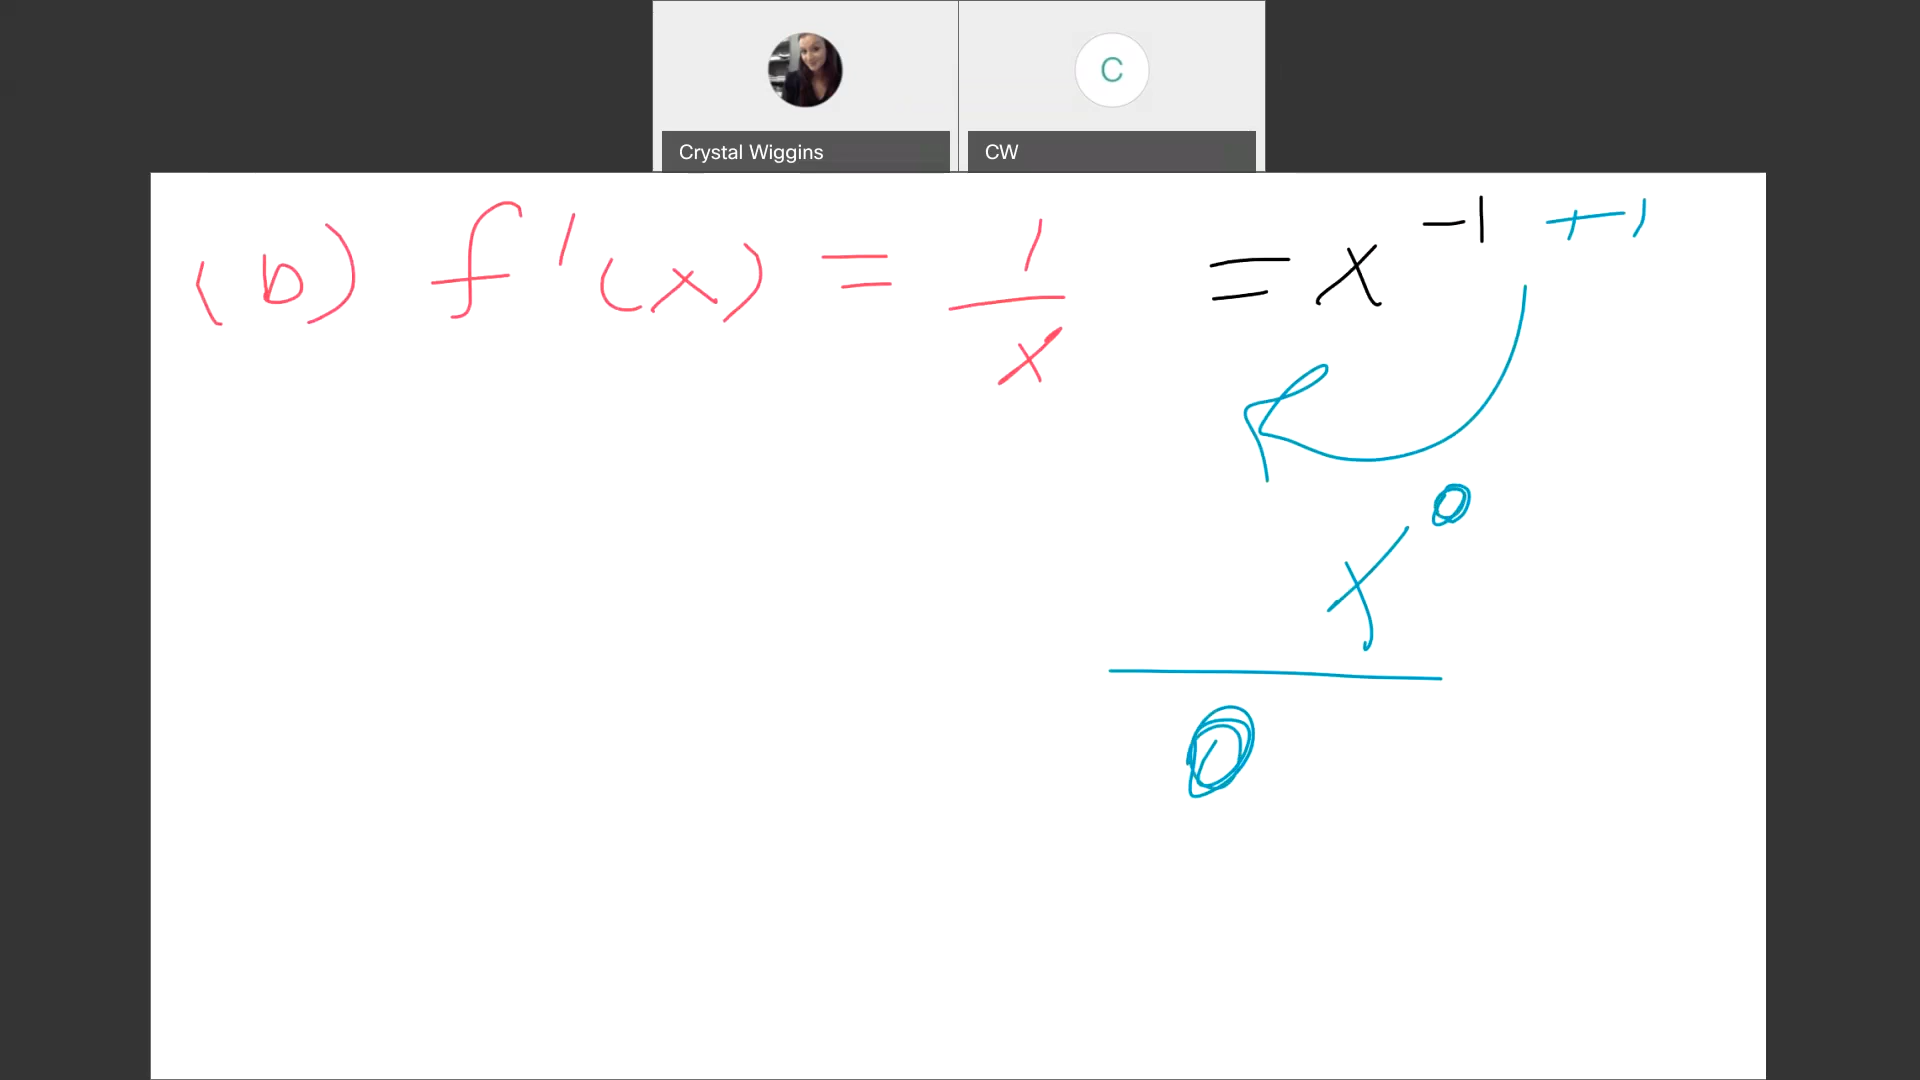 Crystal Wiggins
C
CW
(b) f'(x) = 1/x = x^-1 +1
x^0
0